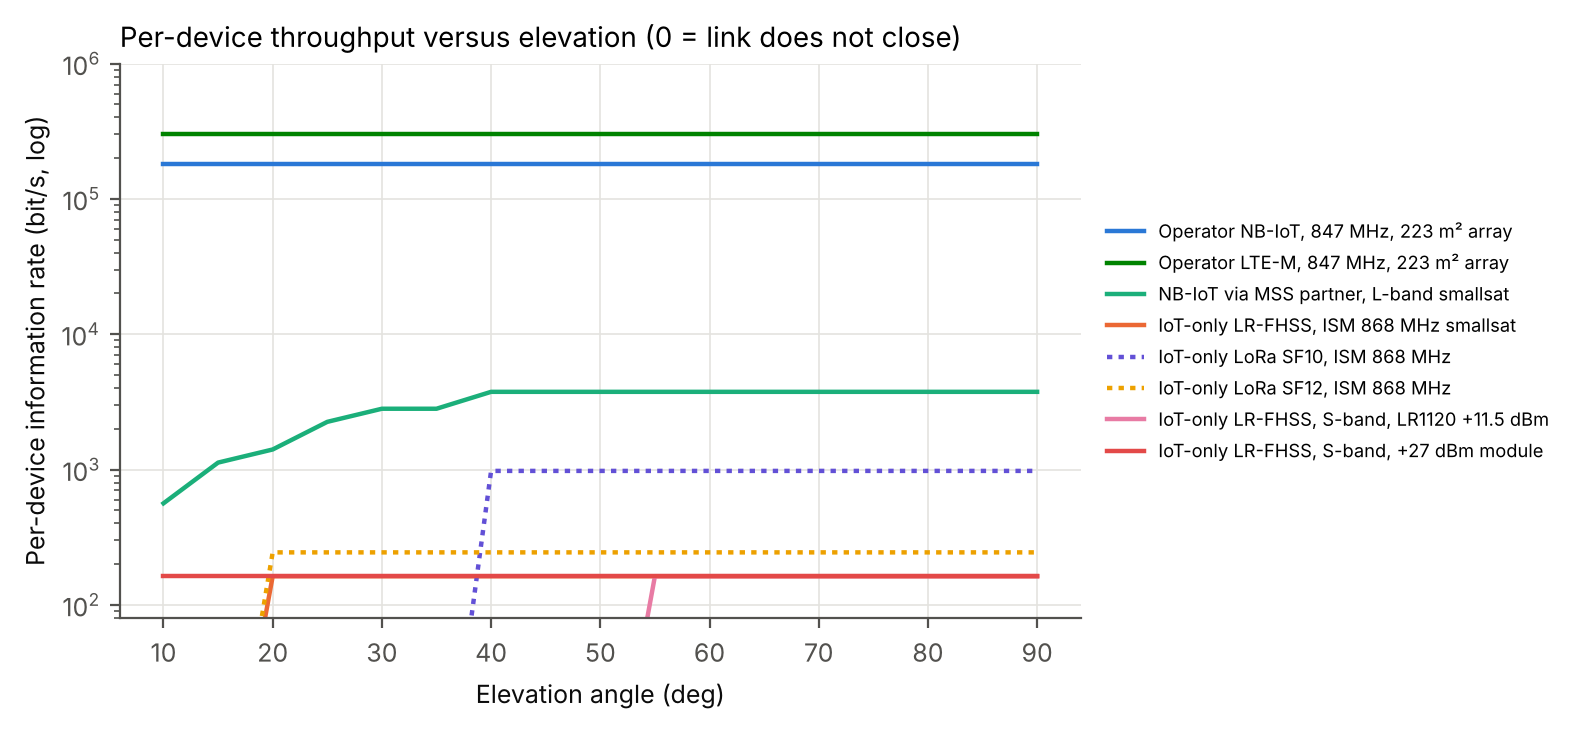 Per-device throughput versus elevation (0 = link does not close)
Per-device information rate (bit/s, log)
10⁶
10⁵
10⁴
10³
10²
10 20 30 40 50 60 70 80 90
Elevation angle (deg)
Operator NB-IoT, 847 MHz, 223 m² array
Operator LTE-M, 847 MHz, 223 m² array
NB-IoT via MSS partner, L-band smallsat
IoT-only LR-FHSS, ISM 868 MHz smallsat
IoT-only LoRa SF10, ISM 868 MHz
IoT-only LoRa SF12, ISM 868 MHz
IoT-only LR-FHSS, S-band, LR1120 +11.5 dBm
IoT-only LR-FHSS, S-band, +27 dBm module